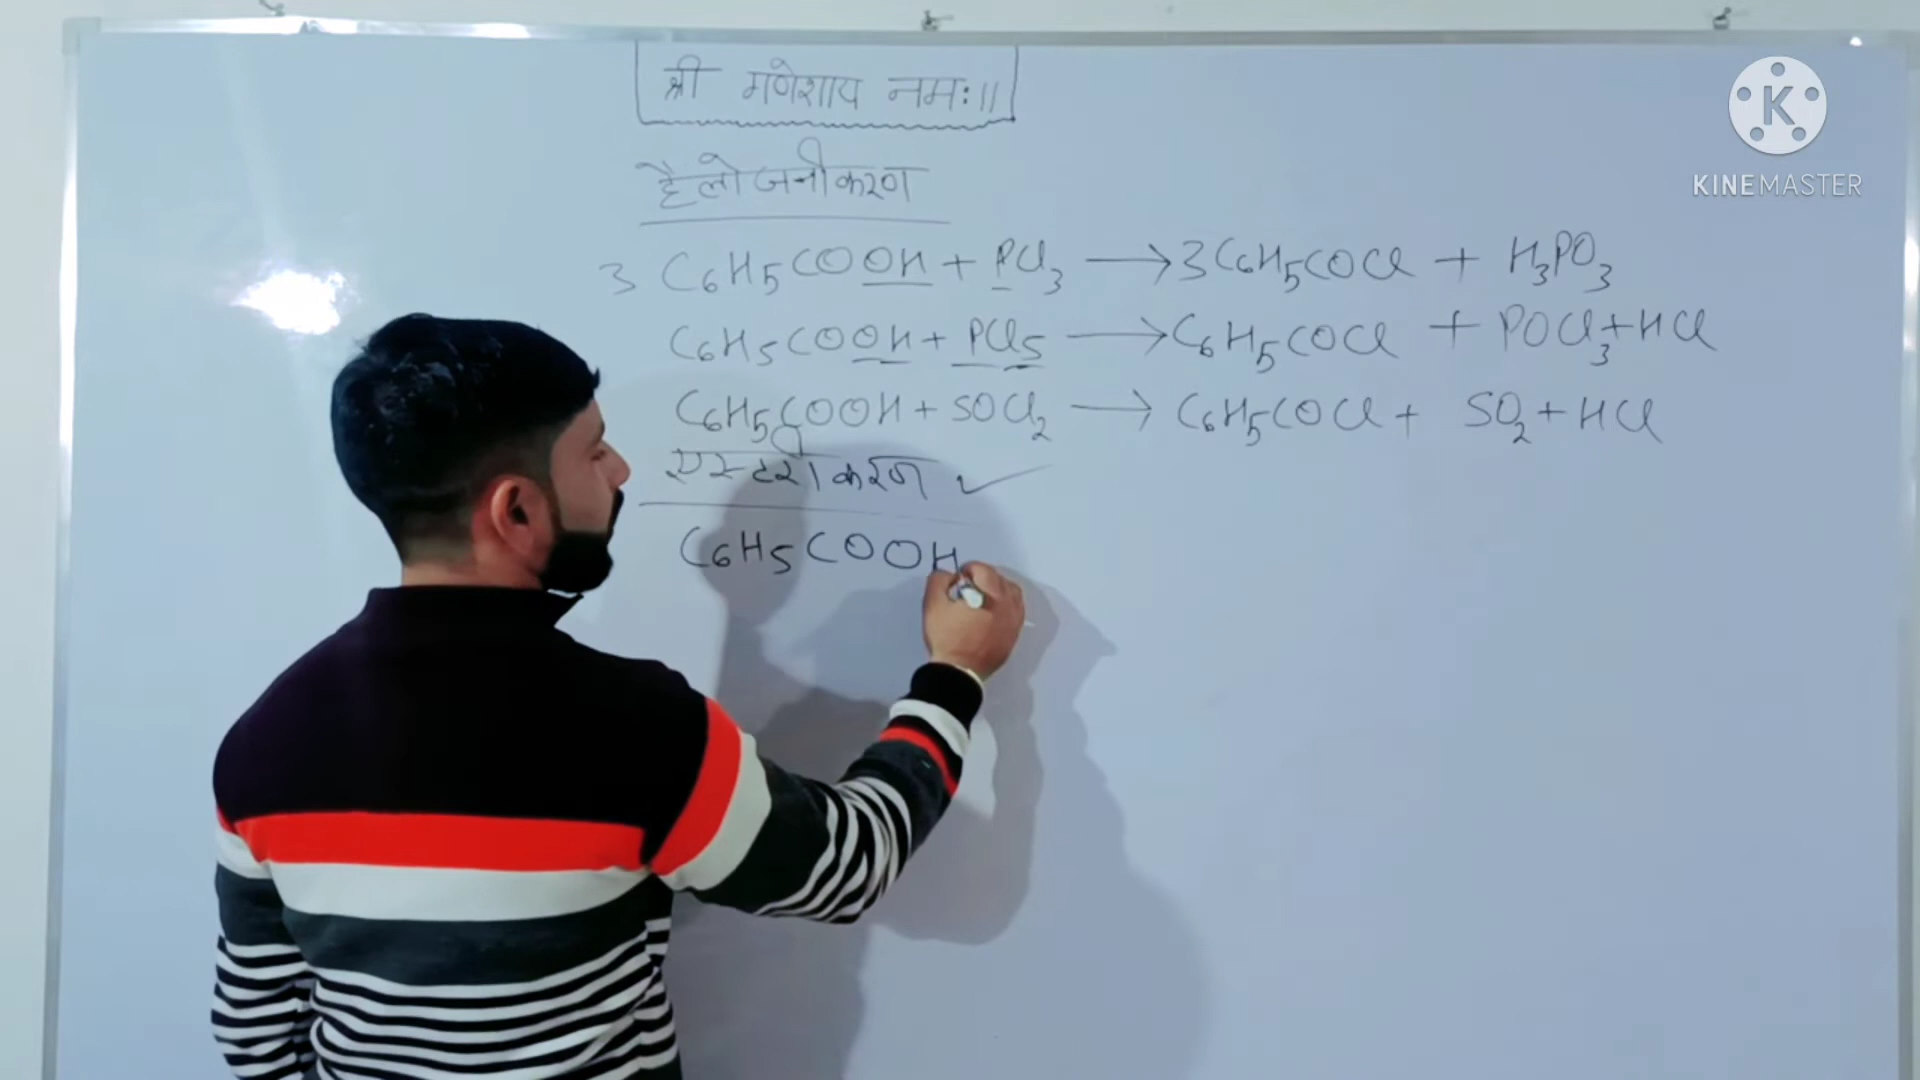 श्री गणेशाय नमः॥
KINEMASTER
हैलोजनीकरण
3 C6H5COOH + PCl3 → 3C6H5COCl + H3PO3
C6H5COOH + PCl5 → C6H5COCl + POCl3 + HCl
C6H5COOH + SOCl2 → C6H5COCl + SO2 + HCl
एस्टरीकरण ✓
C6H5COOH